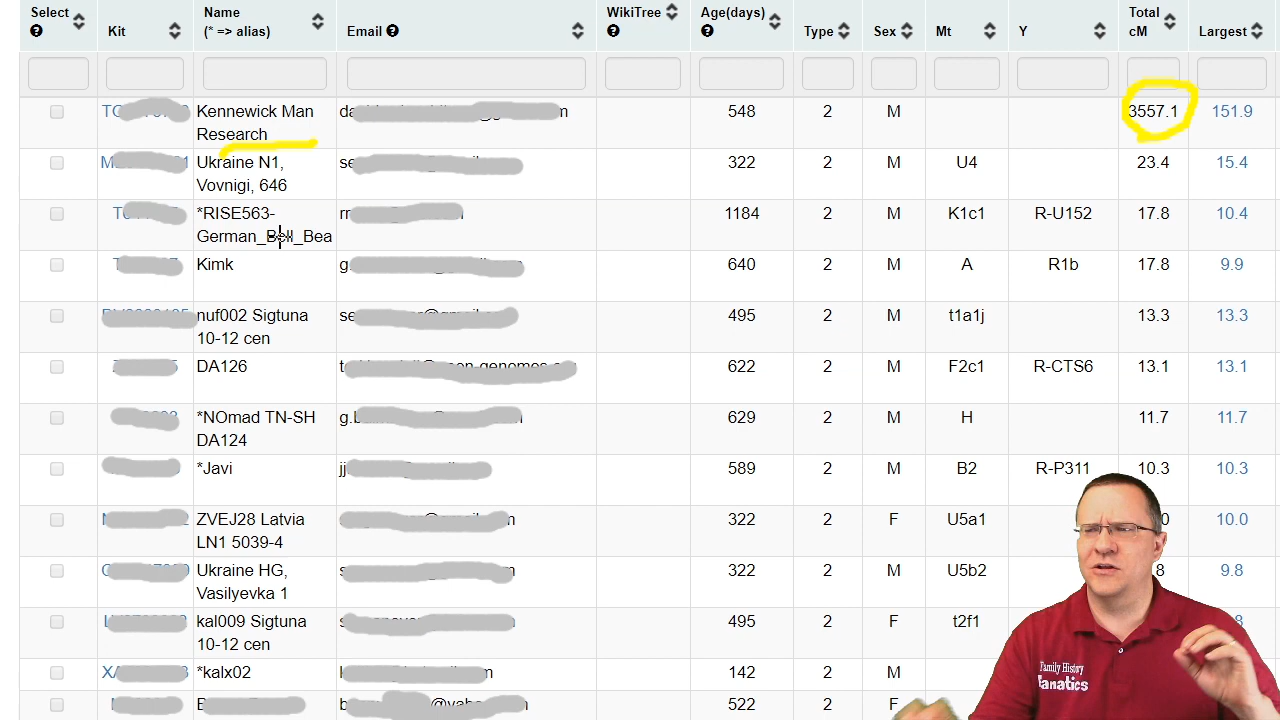 Select Kit Name (* => alias) Email WikiTree Age(days) Type Sex Mt Y Total cM Largest
Kennewick Man Research 548 2 M 3557.1 151.9
Ukraine N1, Vovnigi, 646 322 2 M U4 23.4 15.4
*RISE563-German_Bell_Bea 1184 2 M K1c1 R-U152 17.8 10.4
Kimk 640 2 M A R1b 17.8 9.9
nuf002 Sigtuna 10-12 cen 495 2 M t1a1j 13.3 13.3
DA126 622 2 M F2c1 R-CTS6 13.1 13.1
*NOmad TN-SH DA124 629 2 M H 11.7 11.7
*Javi 589 2 M B2 R-P311 10.3 10.3
ZVEJ28 Latvia LN1 5039-4 322 2 F U5a1 10.0
Ukraine HG, Vasilyevka 1 322 2 M U5b2 9.8
kal009 Sigtuna 10-12 cen 495 2 F t2f1
*kalx02 142 2 M
522 2 F
Family History
fanatics